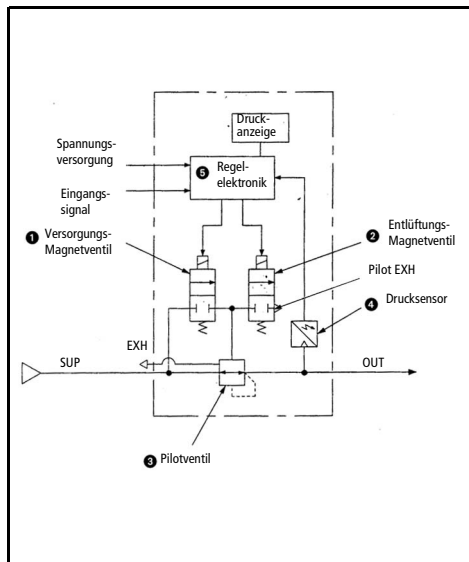 Druck-
anzeige
Spannungs-
versorgung
5 Regel-
elektronik
Eingangs-
signal
1 Versorgungs-
Magnetventil
2 Entlüftungs-
Magnetventil
Pilot EXH
4 Drucksensor
EXH
SUP
OUT
3 Pilotventil